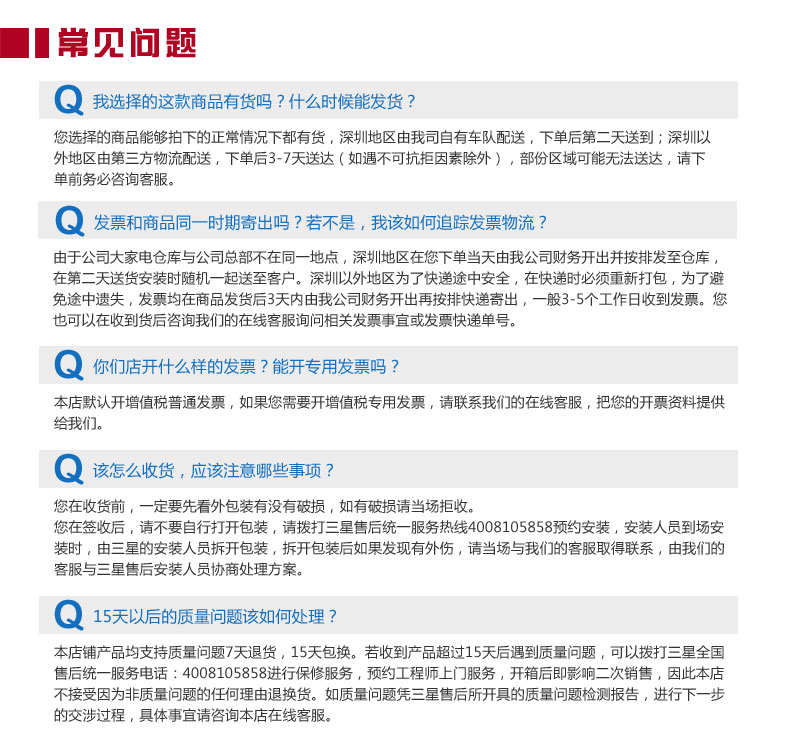 常见问题
Q 我选择的这款商品有货吗？什么时候能发货？
您选择的商品能够拍下的正常情况下都有货，深圳地区由我司自有车队配送，下单后第二天送到；深圳以
外地区由第三方物流配送，下单后3-7天送达（如遇不可抗拒因素除外），部份区域可能无法送达，请下
单前务必咨询客服。
Q 发票和商品同一时期寄出吗？若不是，我该如何追踪发票物流？
由于公司大家电仓库与公司总部不在同一地点，深圳地区在您下单当天由我公司财务开出并按排发至仓库，
在第二天送货安装时随机一起送至客户。深圳以外地区为了快递途中安全，在快递时必须重新打包，为了避
免途中遗失，发票均在商品发货后3天内由我公司财务开出再按排快递寄出，一般3-5个工作日收到发票。您
也可以在收到货后咨询我们的在线客服询问相关发票事宜或发票快递单号。
Q 你们店开什么样的发票？能开专用发票吗？
本店默认开增值税普通发票，如果您需要开增值税专用发票，请联系我们的在线客服，把您的开票资料提供
给我们。
Q 该怎么收货，应该注意哪些事项？
您在收货前，一定要先看外包装有没有破损，如有破损请当场拒收。
您在签收后，请不要自行打开包装，请拨打三星售后统一服务热线4008105858预约安装，安装人员到场安
装时，由三星的安装人员拆开包装，拆开包装后如果发现有外伤，请当场与我们的客服取得联系，由我们的
客服与三星售后安装人员协商处理方案。
Q 15天以后的质量问题该如何处理？
本店铺产品均支持质量问题7天退货，15天包换。若收到产品超过15天后遇到质量问题，可以拨打三星全国
售后统一服务电话：4008105858进行保修服务，预约工程师上门服务，开箱后即影响二次销售，因此本店
不接受因为非质量问题的任何理由退换货。如质量问题凭三星售后所开具的质量问题检测报告，进行下一步
的交涉过程，具体事宜请咨询本店在线客服。